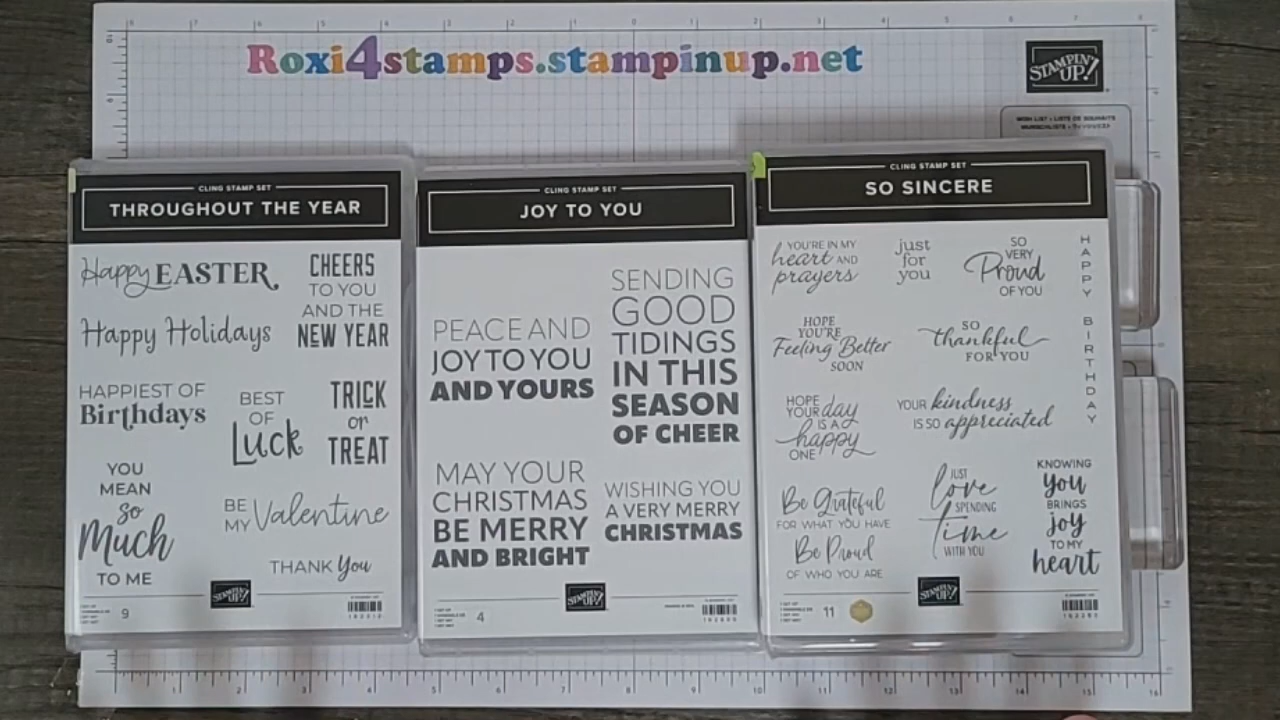 Roxi4stamps.stampinup.net
STAMPIN' UP!
WISH LIST • LISTE DE SOUHAITS
CLING STAMP SET
THROUGHOUT THE YEAR
Happy EASTER
CHEERS
TO YOU
AND THE
NEW YEAR
Happy Holidays
HAPPIEST OF
Birthdays
BEST
OF
Luck
TRICK
or
TREAT
YOU
MEAN
so
Much
TO ME
BE
MY Valentine
THANK You
STAMPIN' UP!
9
CLING STAMP SET
JOY TO YOU
SENDING
GOOD
TIDINGS
IN THIS
SEASON
OF CHEER
PEACE AND
JOY TO YOU
AND YOURS
MAY YOUR
CHRISTMAS
BE MERRY
AND BRIGHT
WISHING YOU
A VERY MERRY
CHRISTMAS
STAMPIN' UP!
4
CLING STAMP SET
SO SINCERE
YOU'RE IN MY
heart AND
prayers
just
for
you
SO
VERY
Proud
OF YOU
HAPPY BIRTHDAY
HOPE
YOU'RE
Feeling Better
SOON
SO
thankful
FOR YOU
HOPE
YOUR day
IS A
happy
ONE
YOUR kindness
IS SO appreciated
Be Grateful
FOR WHAT YOU HAVE
Be Proud
OF WHO YOU ARE
JUST
love
SPENDING
time
WITH YOU
KNOWING
you
BRINGS
joy
TO MY
heart
STAMPIN' UP!
11